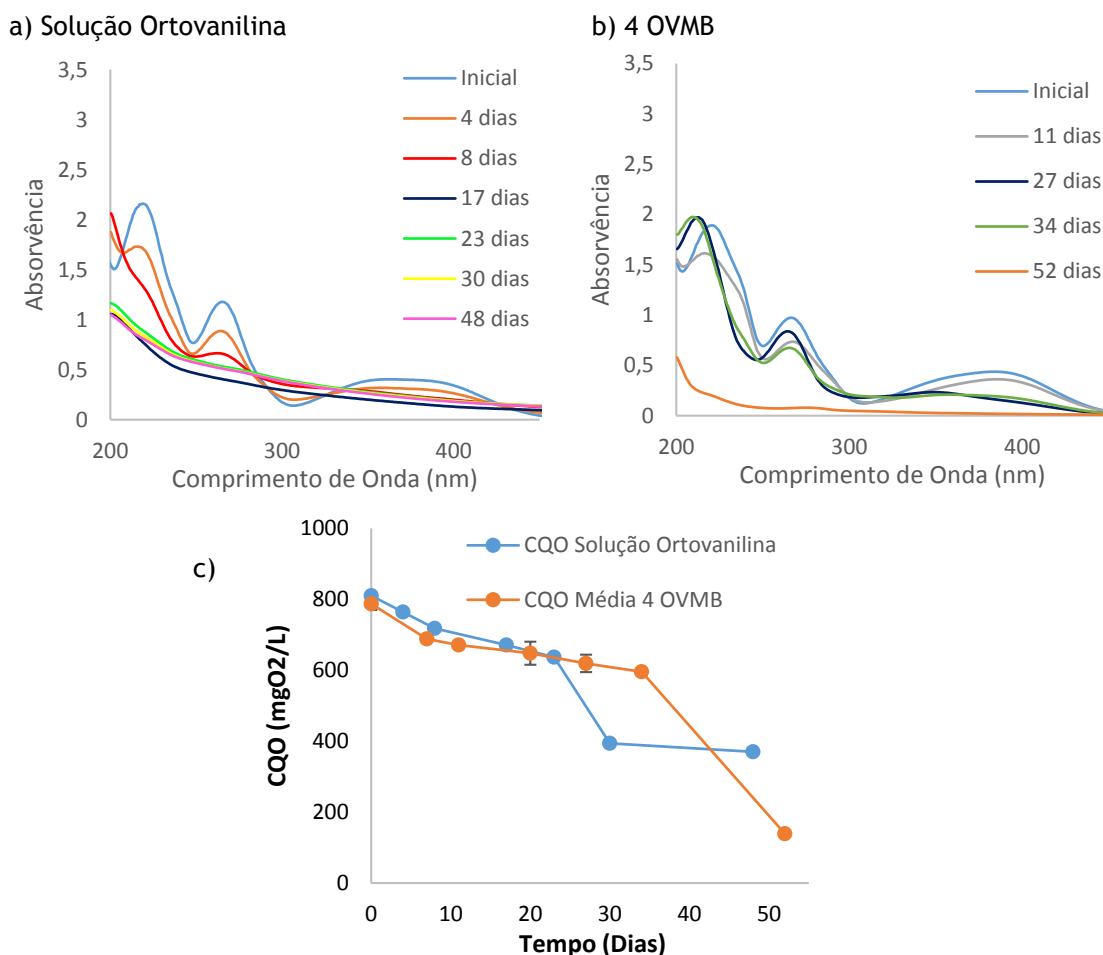 a) Solução Ortovanilina
b) 4 OVMB
3,5
3
2,5
2
1,5
1
0,5
0
200
300
400
Absorvência
Comprimento de Onda (nm)
Inicial
4 dias
8 dias
17 dias
23 dias
30 dias
48 dias
3,5
3
2,5
2
1,5
1
0,5
0
200
300
400
Absorvência
Comprimento de Onda (nm)
Inicial
11 dias
27 dias
34 dias
52 dias
c)
1000
800
600
400
200
0
0
10
20
30
40
50
CQO (mgO2/L)
Tempo (Dias)
CQO Solução Ortovanilina
CQO Média 4 OVMB